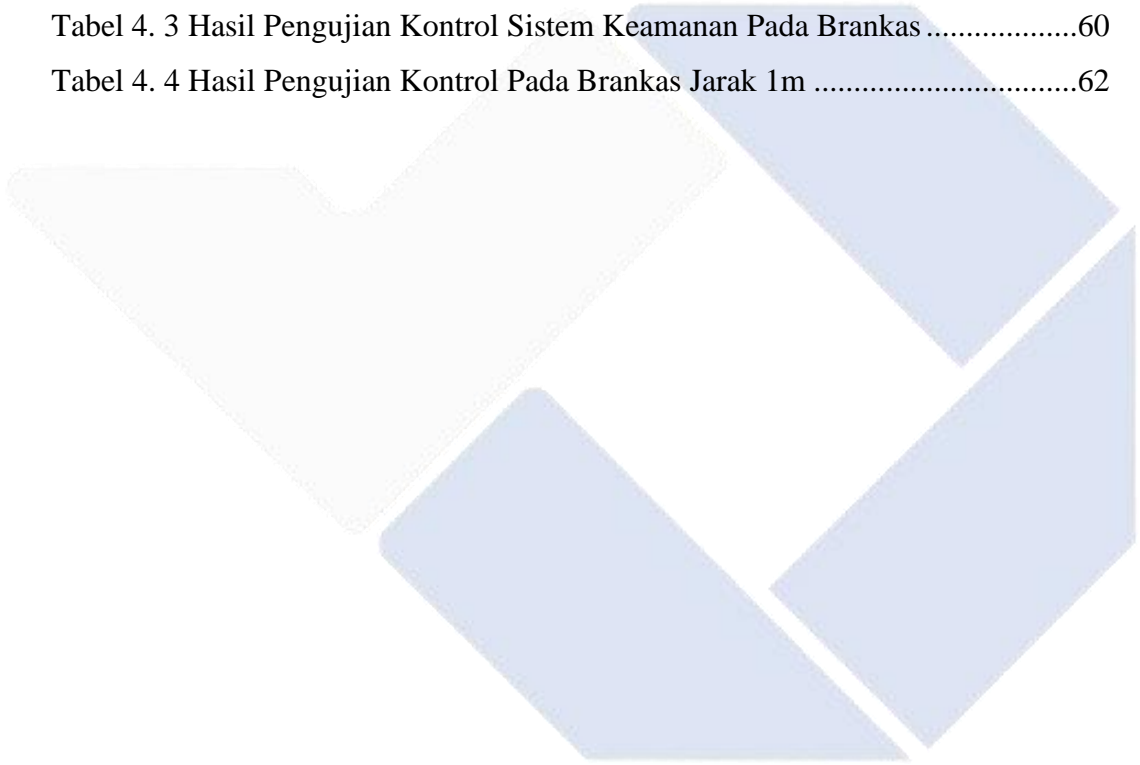 Tabel 4. 3 Hasil Pengujian Kontrol Sistem Keamanan Pada Brankas ...................60
Tabel 4. 4 Hasil Pengujian Kontrol Pada Brankas Jarak 1m ................................62